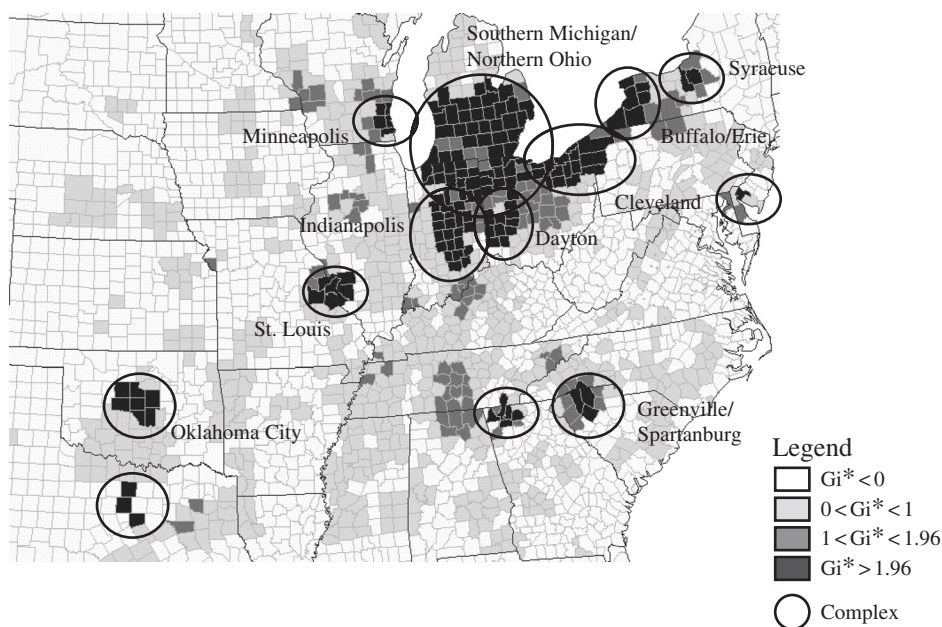 Southern Michigan/
Northern Ohio
Syracuse
Minneapolis
Buffalo/Erie
Cleveland
Indianapolis
Dayton
St. Louis
Oklahoma City
Greenville/
Spartanburg
Legend
Gi* < 0
0 < Gi* < 1
1 < Gi* < 1.96
Gi* > 1.96
Complex